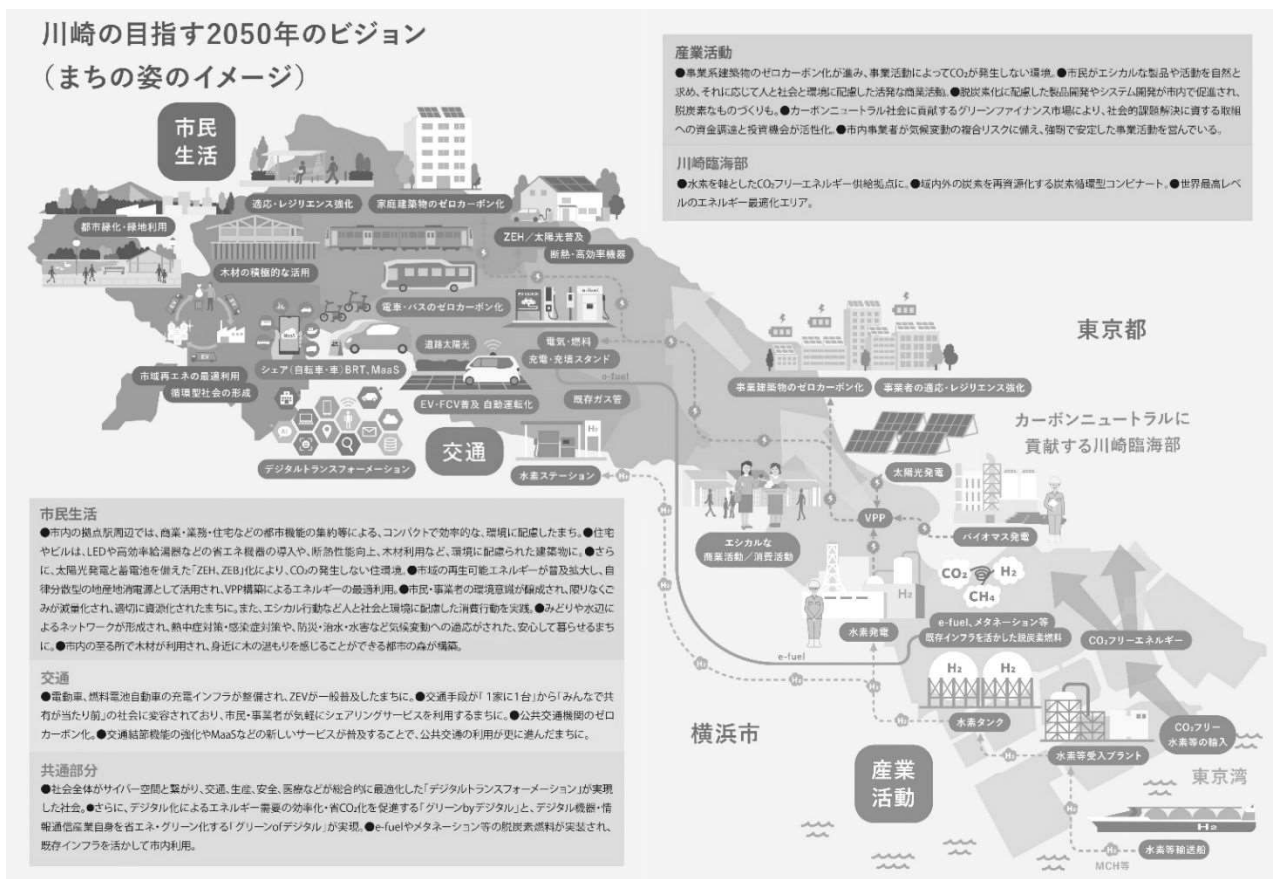 川崎の目指す2050年のビジョン
（まちの姿のイメージ）
産業活動
●事業系建築物のゼロカーボン化が進み、事業活動によってCO₂が発生しない環境。●市民がエシカルな製品や活動を自然と
求め、それに応じて人と社会と環境に配慮した活発な商業活動。●脱炭素化に配慮した製品開発やシステム開発が市内で促進され、
脱炭素なものづくりも。●カーボンニュートラル社会に貢献するグリーンファイナンス市場により、社会的課題解決に資する取組
への資金調達と投資機会が活性化。●市内事業者が気候変動の複合リスクに備え、強靭で安定した事業活動を営んでいる。
川崎臨海部
●水素を軸としたCO₂フリーエネルギー供給拠点に。●域内外の炭素を再資源化する炭素循環型コンビナート。●世界最高レベ
ルのエネルギー最適化エリア。
市民
生活
適応・レジリエンス強化
家庭建築物のゼロカーボン化
都市緑化・緑地利用
ZEH／太陽光普及
断熱・高効率機器
木材の積極的な活用
電車・バスのゼロカーボン化
e-fuel
MaaS
道路太陽光
電気・燃料
充電・充填スタンド
市域再エネの最適利用
循環型社会の形成
EV
シェア（自転車・車）BRT、MaaS
e-fuel
EV・FCV普及 自動運転化
既存ガス管
AI
デジタルトランスフォーメーション
交通
H₂
水素ステーション
H₂
東京都
事業建築物のゼロカーボン化
事業者の適応・レジリエンス強化
カーボンニュートラルに
貢献する川崎臨海部
太陽光発電
VPP
バイオマス発電
エシカルな
商業活動／消費活動
CO₂
H₂
CH₄
H₂
水素発電
e-fuel、メタネーション等
既存インフラを活かした脱炭素燃料
CO₂フリーエネルギー
e-fuel
H₂
H₂
H₂
H₂
水素タンク
横浜市
H₂
水素等受入プラント
CO₂フリー
水素等の輸入
東京湾
産業
活動
H₂
H₂
H₂
水素等輸送船
MCH等
市民生活
●市内の拠点駅周辺では、商業・業務・住宅などの都市機能の集約等による、コンパクトで効率的な、環境に配慮したまち。●住宅
やビルは、LEDや高効率給湯器などの省エネ機器の導入や、断熱性能向上、木材利用など、環境に配慮された建築物に。●さら
に、太陽光発電と蓄電池を備えた「ZEH、ZEB」化により、CO₂の発生しない住環境。●市域の再生可能エネルギーが普及拡大し、自
律分散型の地産地消電源として活用され、VPP構築によるエネルギーの最適利用。●市民・事業者の環境意識が醸成され、限りなくご
みが減量化され、適切に資源化されたまちに。また、エシカル行動など人と社会と環境に配慮した消費行動を実践。●みどりや水辺に
よるネットワークが形成され、熱中症対策・感染症対策や、防災・治水・水害など気候変動への適応がされた、安心して暮らせるまち
に。●市内の至る所で木材が利用され、身近に木の温もりを感じることができる都市の森が構築。
交通
●電動車、燃料電池自動車の充電インフラが整備され、ZEVが一般普及したまちに。●交通手段が「1家に1台」から「みんなで共
有が当たり前」の社会に変容されており、市民・事業者が気軽にシェアリングサービスを利用するまちに。●公共交通機関のゼロ
カーボン化。●交通結節機能の強化やMaaSなどの新しいサービスが普及することで、公共交通の利用が更に進んだまちに。
共通部分
●社会全体がサイバー空間と繋がり、交通、生産、安全、医療などが総合的に最適化した「デジタルトランスフォーメーション」が実現
した社会。●さらに、デジタル化によるエネルギー需要の効率化・省CO₂化を促進する「グリーンbyデジタル」と、デジタル機器・情
報通信産業自身を省エネ・グリーン化する「グリーンofデジタル」が実現。●e-fuelやメタネーション等の脱炭素燃料が実装され、
既存インフラを活かして市内利用。